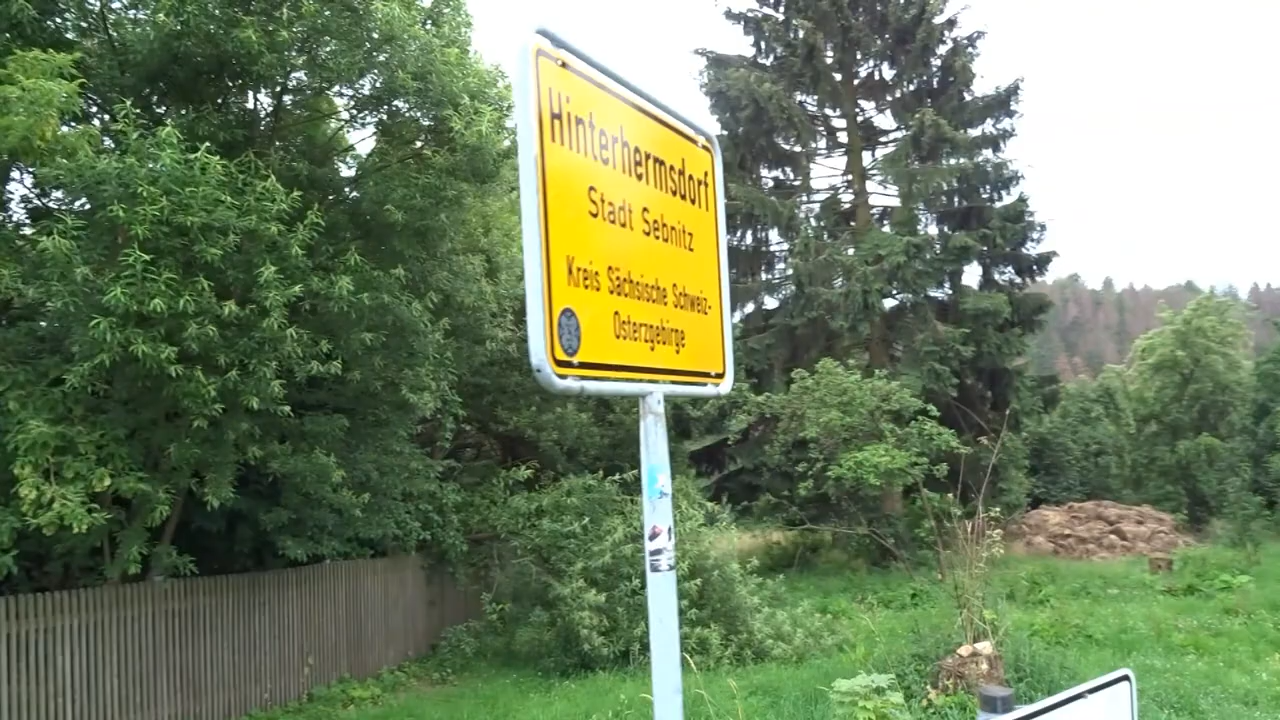 Hinterhermsdorf
Stadt Sebnitz
Kreis Sächsische Schweiz-
Osterzgebirge